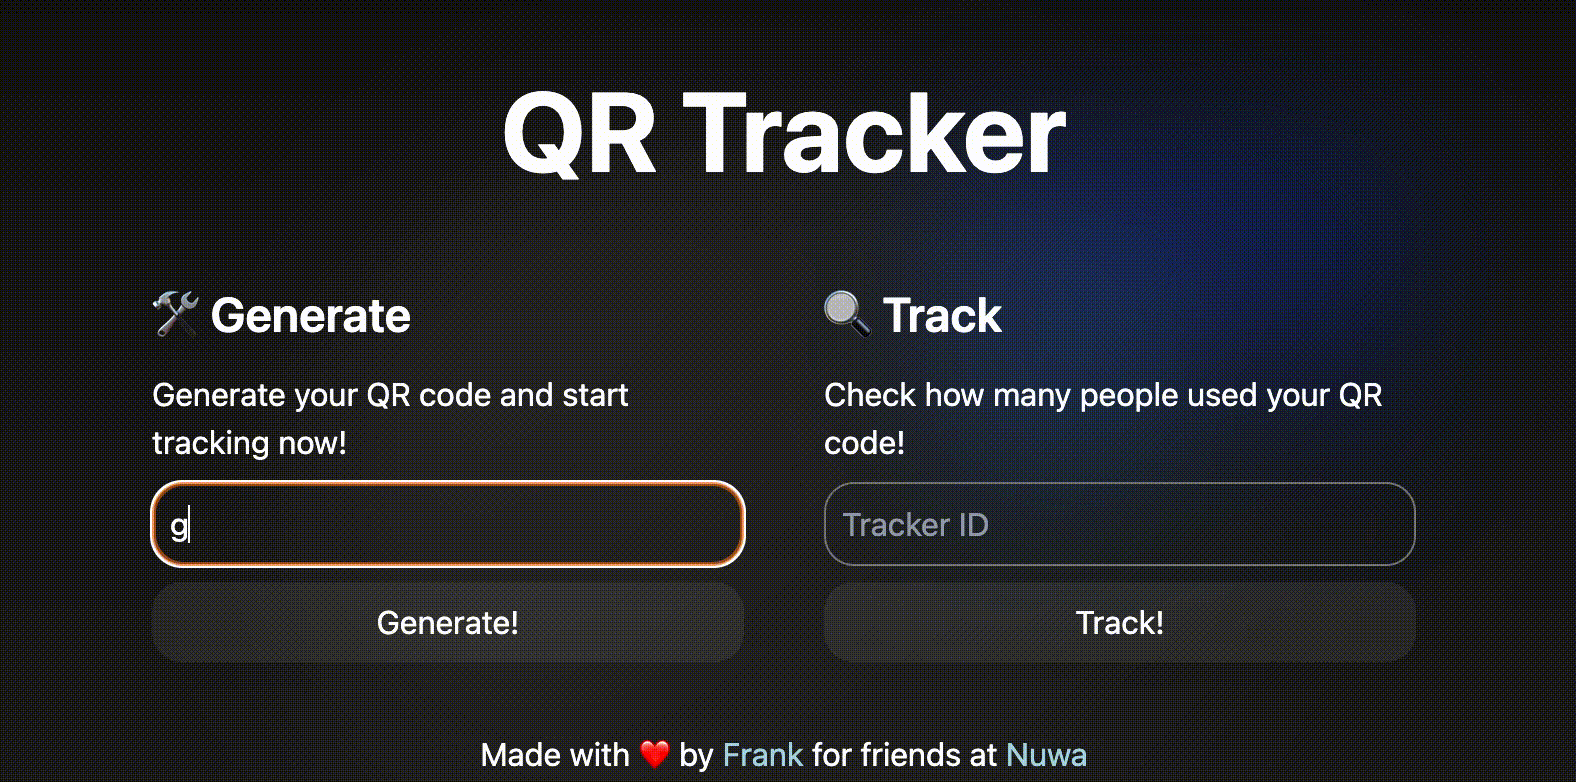 QR Tracker
🛠️ Generate
Generate your QR code and start
tracking now!
g
Generate!
🔍 Track
Check how many people used your QR
code!
Tracker ID
Track!
Made with ❤️ by Frank for friends at Nuwa